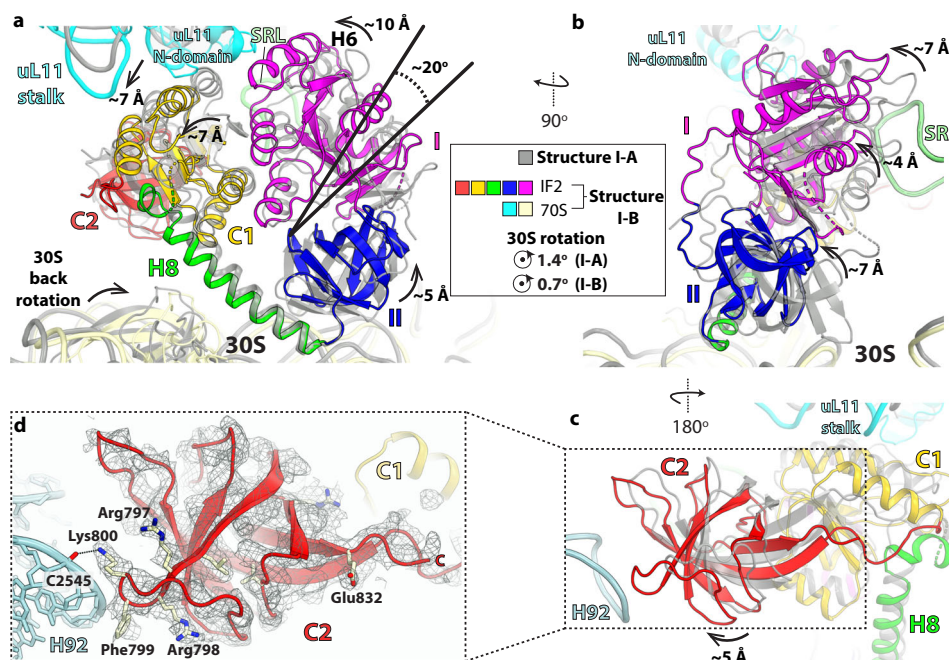 a
uL11
stalk
uL11
N-domain
SRL
~10 Å
H6
~20°
~7 Å
~7 Å
I
C2
C1
H8
30S
back
rotation
~5 Å
II
30S
90°
Structure I-A
IF2
70S
Structure
I-B
30S rotation
1.4° (I-A)
0.7° (I-B)
b
uL11
N-domain
~7 Å
I
SR
~4 Å
~7 Å
II
30S
180°
d
C1
Arg797
Lys800
C2545
H92
Phe799
Arg798
C2
Glu832
C
c
uL11
stalk
C2
C1
H92
H8
~5 Å